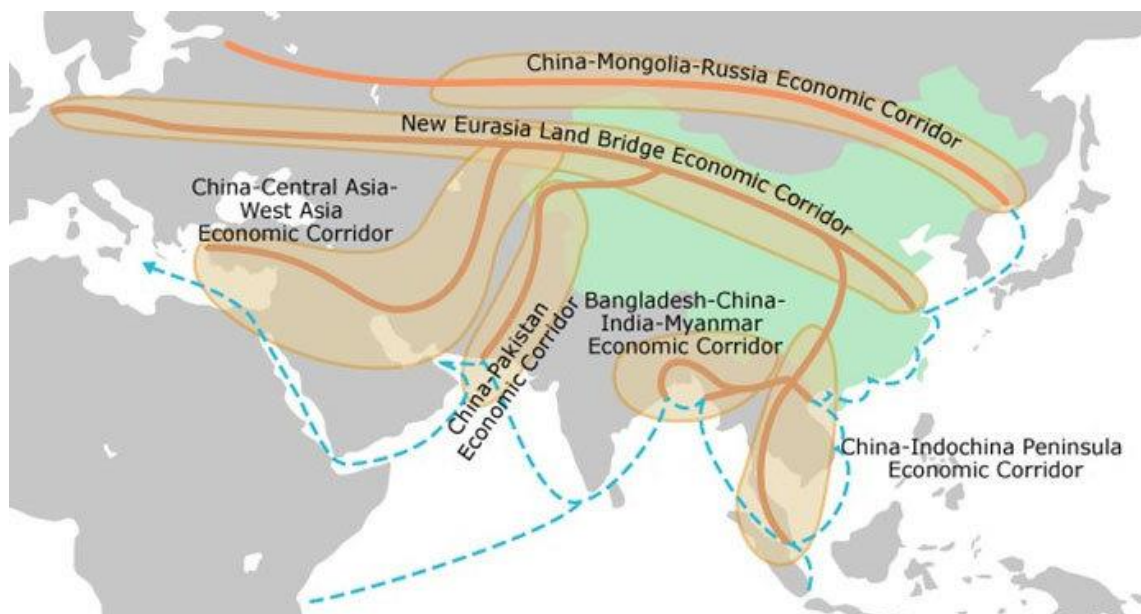 China-Mongolia-Russia Economic Corridor
New Eurasia Land Bridge Economic Corridor
China-Central Asia-
West Asia
Economic Corridor
China-Pakistan
Economic Corridor
Bangladesh-China-
India-Myanmar
Economic Corridor
China-Indochina Peninsula
Economic Corridor